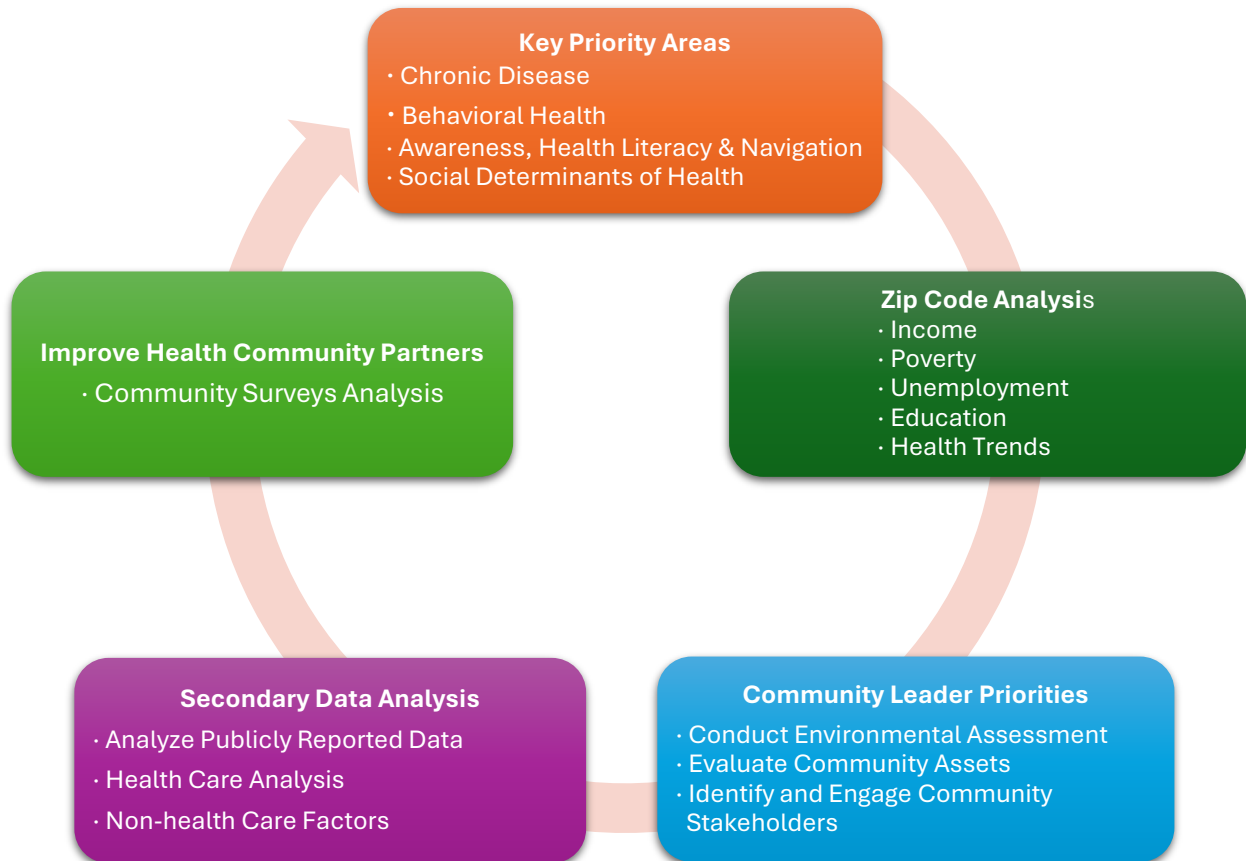 Key Priority Areas
· Chronic Disease
· Behavioral Health
· Awareness, Health Literacy & Navigation
· Social Determinants of Health
Zip Code Analysis
· Income
· Poverty
· Unemployment
· Education
· Health Trends
Community Leader Priorities
· Conduct Environmental Assessment
· Evaluate Community Assets
· Identify and Engage Community
Stakeholders
Secondary Data Analysis
· Analyze Publicly Reported Data
· Health Care Analysis
· Non-health Care Factors
Improve Health Community Partners
· Community Surveys Analysis